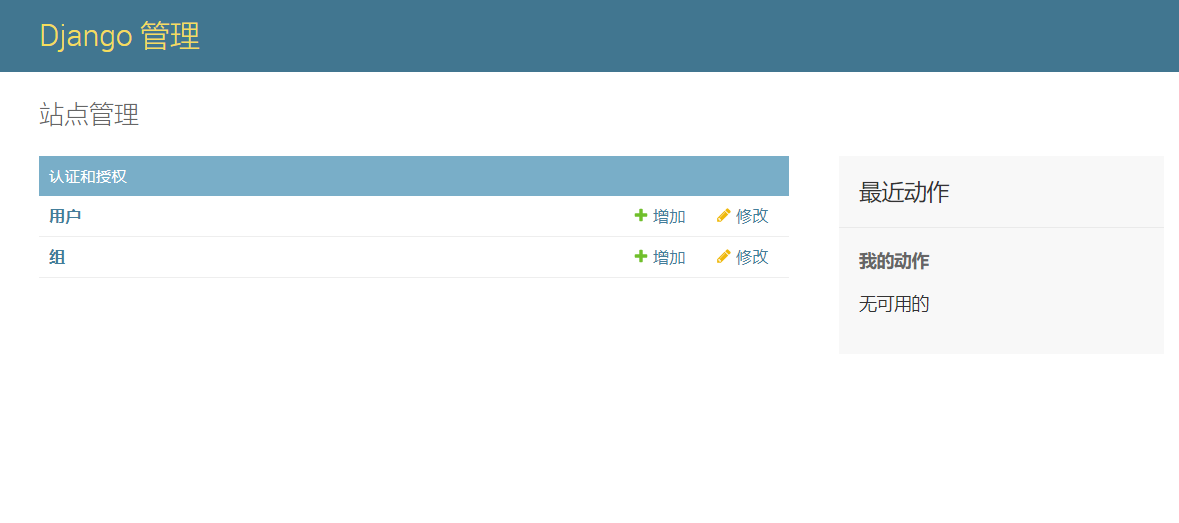 Django 管理
站点管理
认证和授权
用户 增加 修改
组 增加 修改
最近动作
我的动作
无可用的